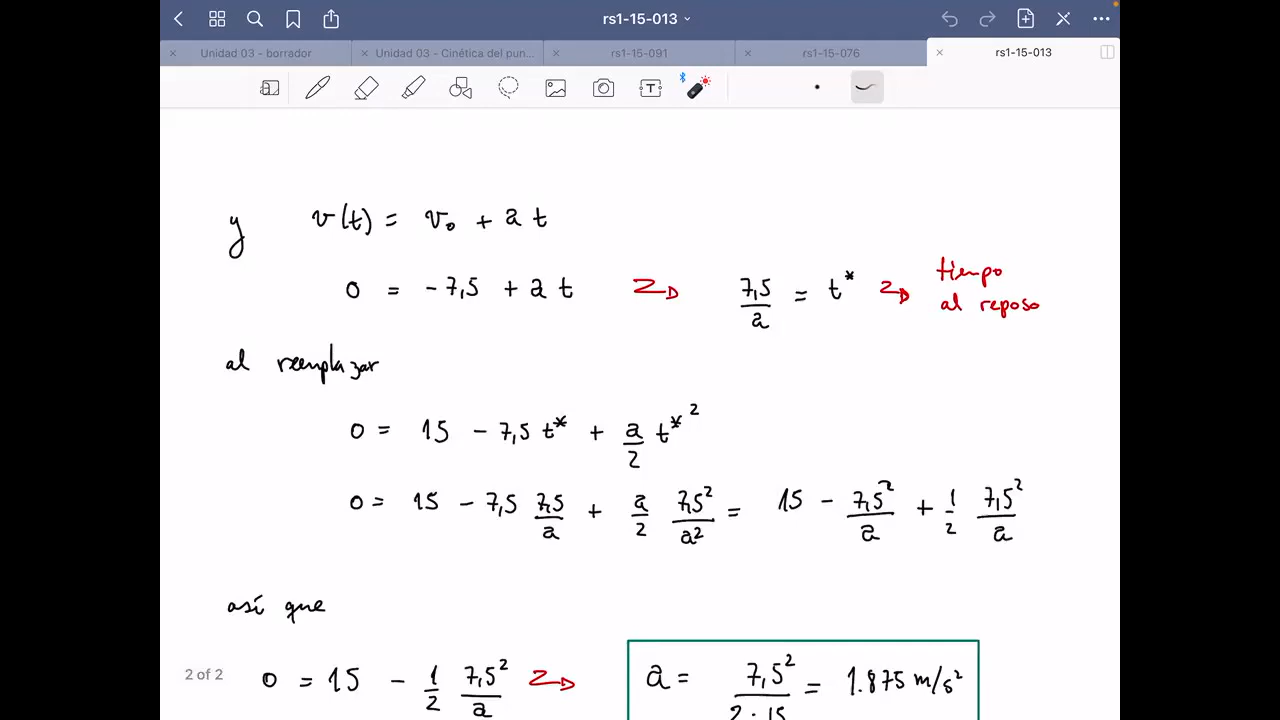 rs1-15-013
Unidad 03 - borrador
Unidad 03 - Cinética del pun...
rs1-15-091
rs1-15-076
rs1-15-013
y v(t) = v₀ + a t
0 = - 7,5 + a t
7,5/a = t*
tiempo
al reposo
al reemplazar
0 = 15 - 7,5 t* + a/2 t*²
0 = 15 - 7,5 7,5/a + a/2 7,5²/a² = 15 - 7,5²/a + 1/2 7,5²/a
así que
2 of 2
0 = 15 - 1/2 7,5²/a
a = 7,5²/2·15 = 1.875 m/s²